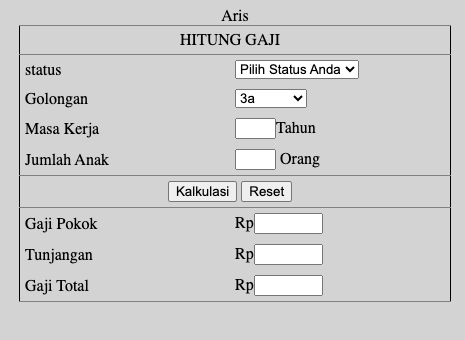 Aris
HITUNG GAJI
status Pilih Status Anda
Golongan 3a
Masa Kerja Tahun
Jumlah Anak Orang
Kalkulasi Reset
Gaji Pokok Rp
Tunjangan Rp
Gaji Total Rp